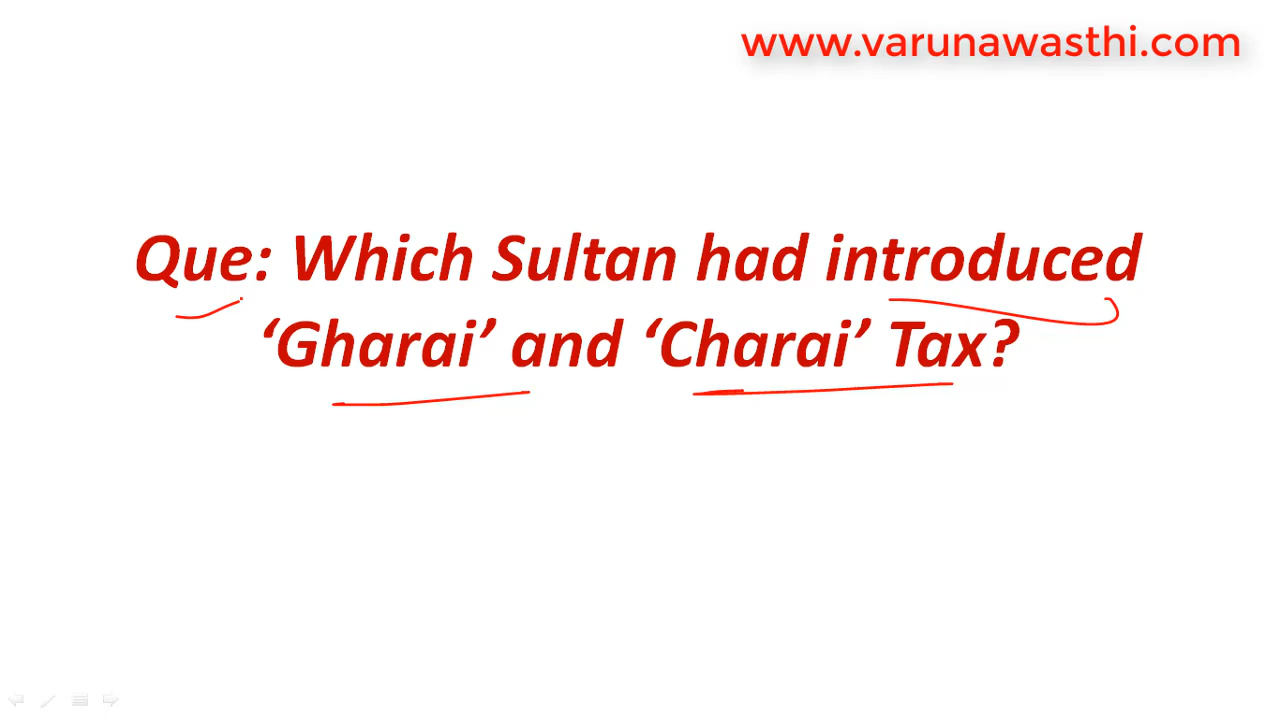 www.varunawasthi.com
Que: Which Sultan had introduced
‘Gharai’ and ‘Charai’ Tax?